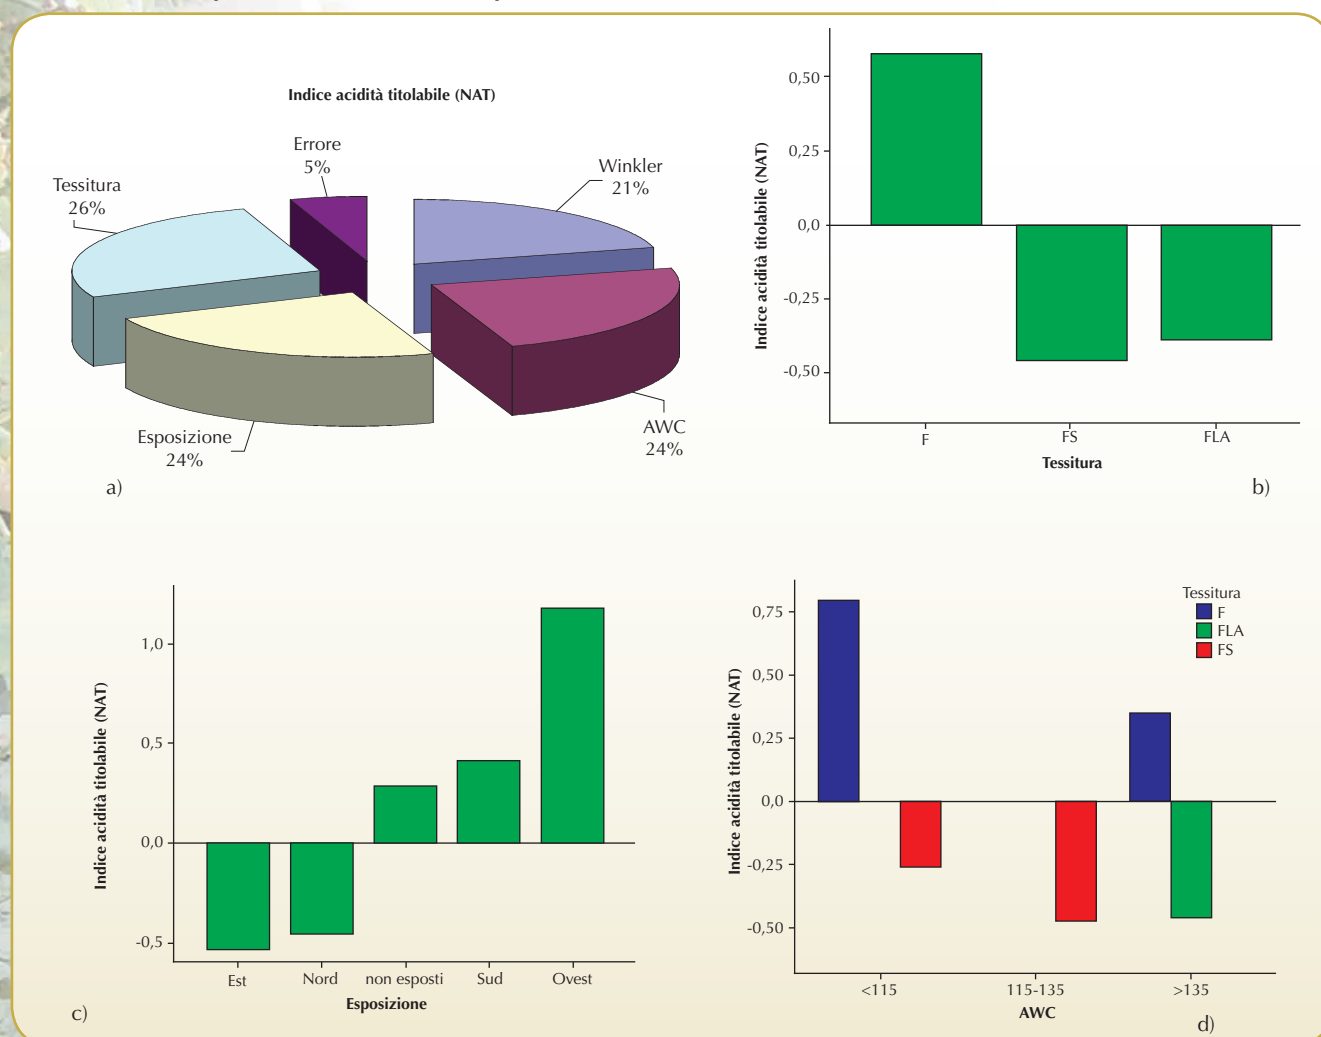 Indice acidità titolabile (NAT)
Errore
5%
Winkler
21%
Tessitura
26%
AWC
24%
Esposizione
24%
a)
Indice acidità titolabile (NAT)
0,50
0,25
0,0
-0,25
-0,50
F FS FLA
Tessitura
b)
Indice acidità titolabile (NAT)
1,0
0,5
0,0
-0,5
Est Nord non esposti Sud Ovest
Esposizione
c)
Indice acidità titolabile (NAT)
0,75
0,50
0,25
0,0
-0,25
-0,50
Tessitura
F
FLA
FS
<115 115-135 >135
AWC
d)